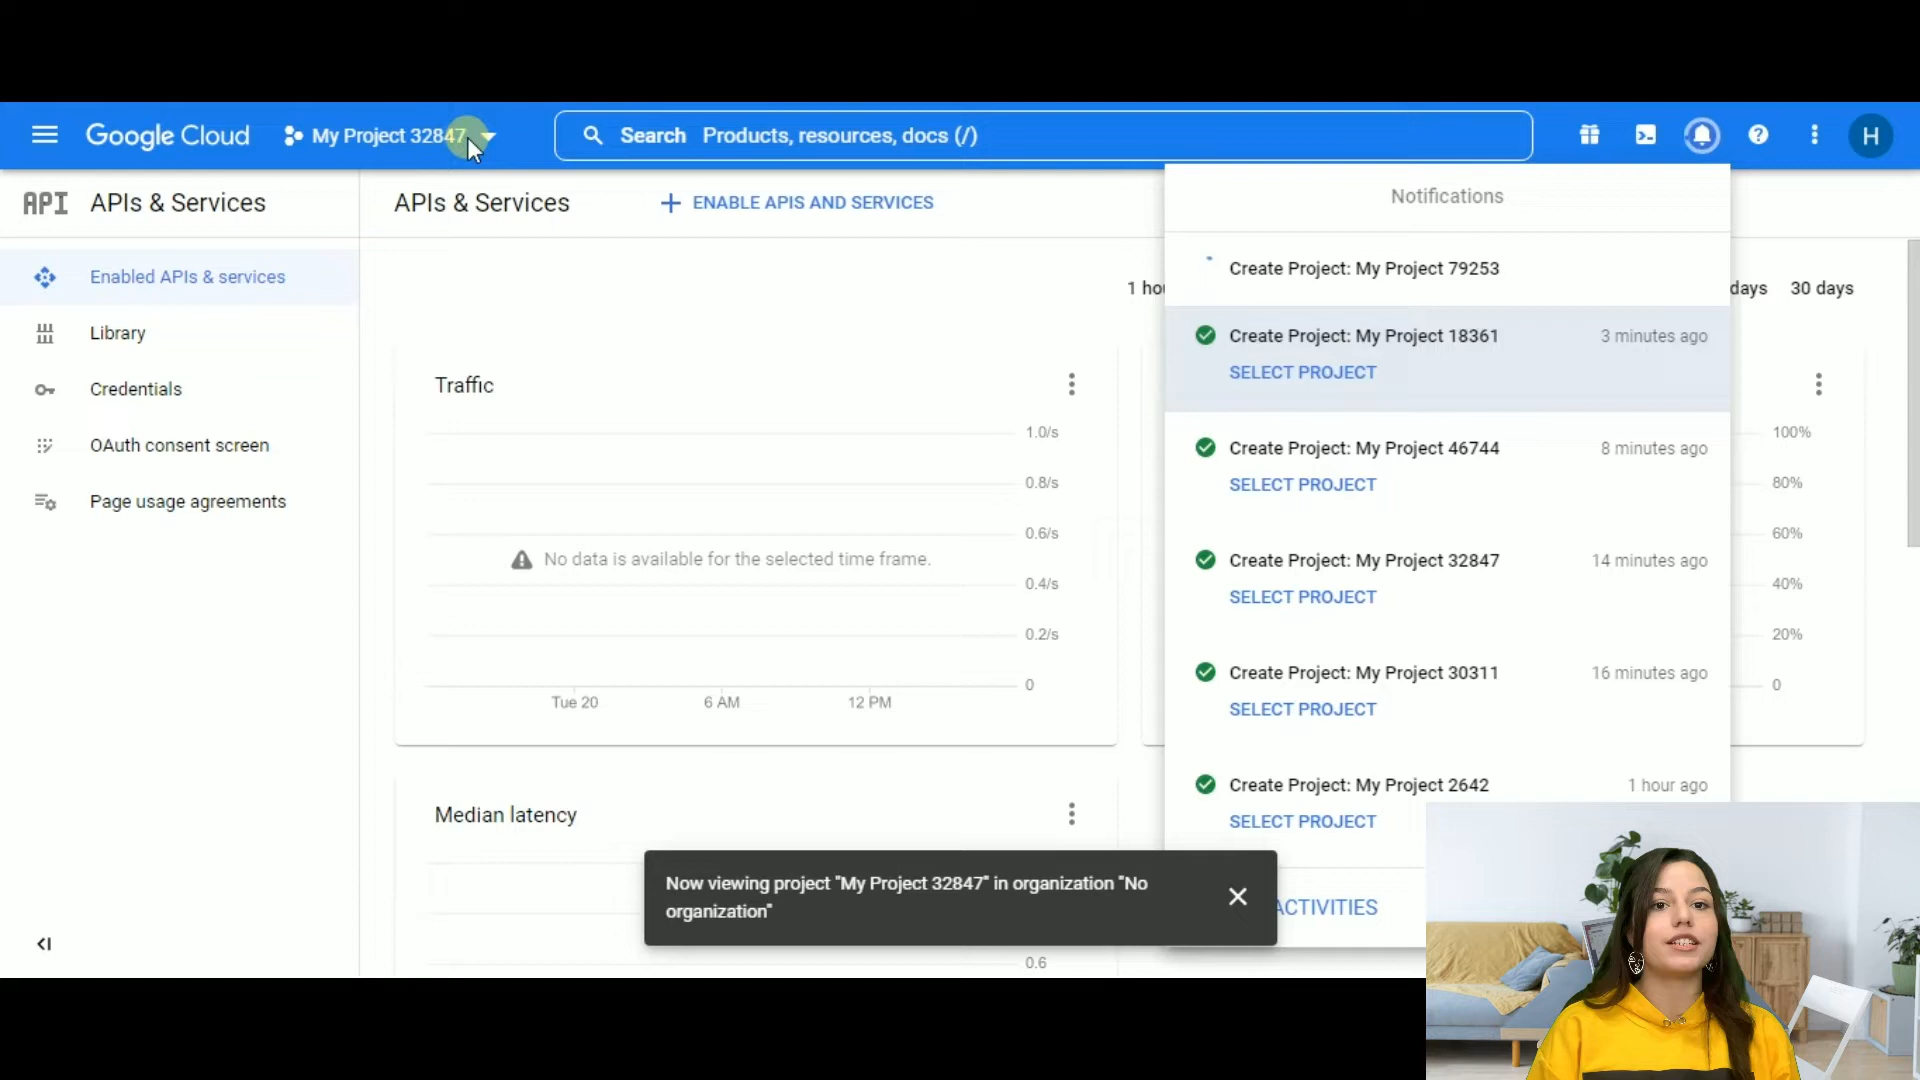 Google Cloud
My Project 32847
Search Products, resources, docs (/)
H
API APIs & Services
APIs & Services
ENABLE APIS AND SERVICES
Enabled APIs & services
Library
Credentials
OAuth consent screen
Page usage agreements
1 hou
days
30 days
Traffic
1.0/s
0.8/s
0.6/s
0.4/s
0.2/s
0
No data is available for the selected time frame.
Tue 20
6 AM
12 PM
100%
80%
60%
40%
20%
0
Median latency
0.6
Notifications
Create Project: My Project 79253
Create Project: My Project 18361
3 minutes ago
SELECT PROJECT
Create Project: My Project 46744
8 minutes ago
SELECT PROJECT
Create Project: My Project 32847
14 minutes ago
SELECT PROJECT
Create Project: My Project 30311
16 minutes ago
SELECT PROJECT
Create Project: My Project 2642
1 hour ago
SELECT PROJECT
ACTIVITIES
Now viewing project "My Project 32847" in organization "No
organization"